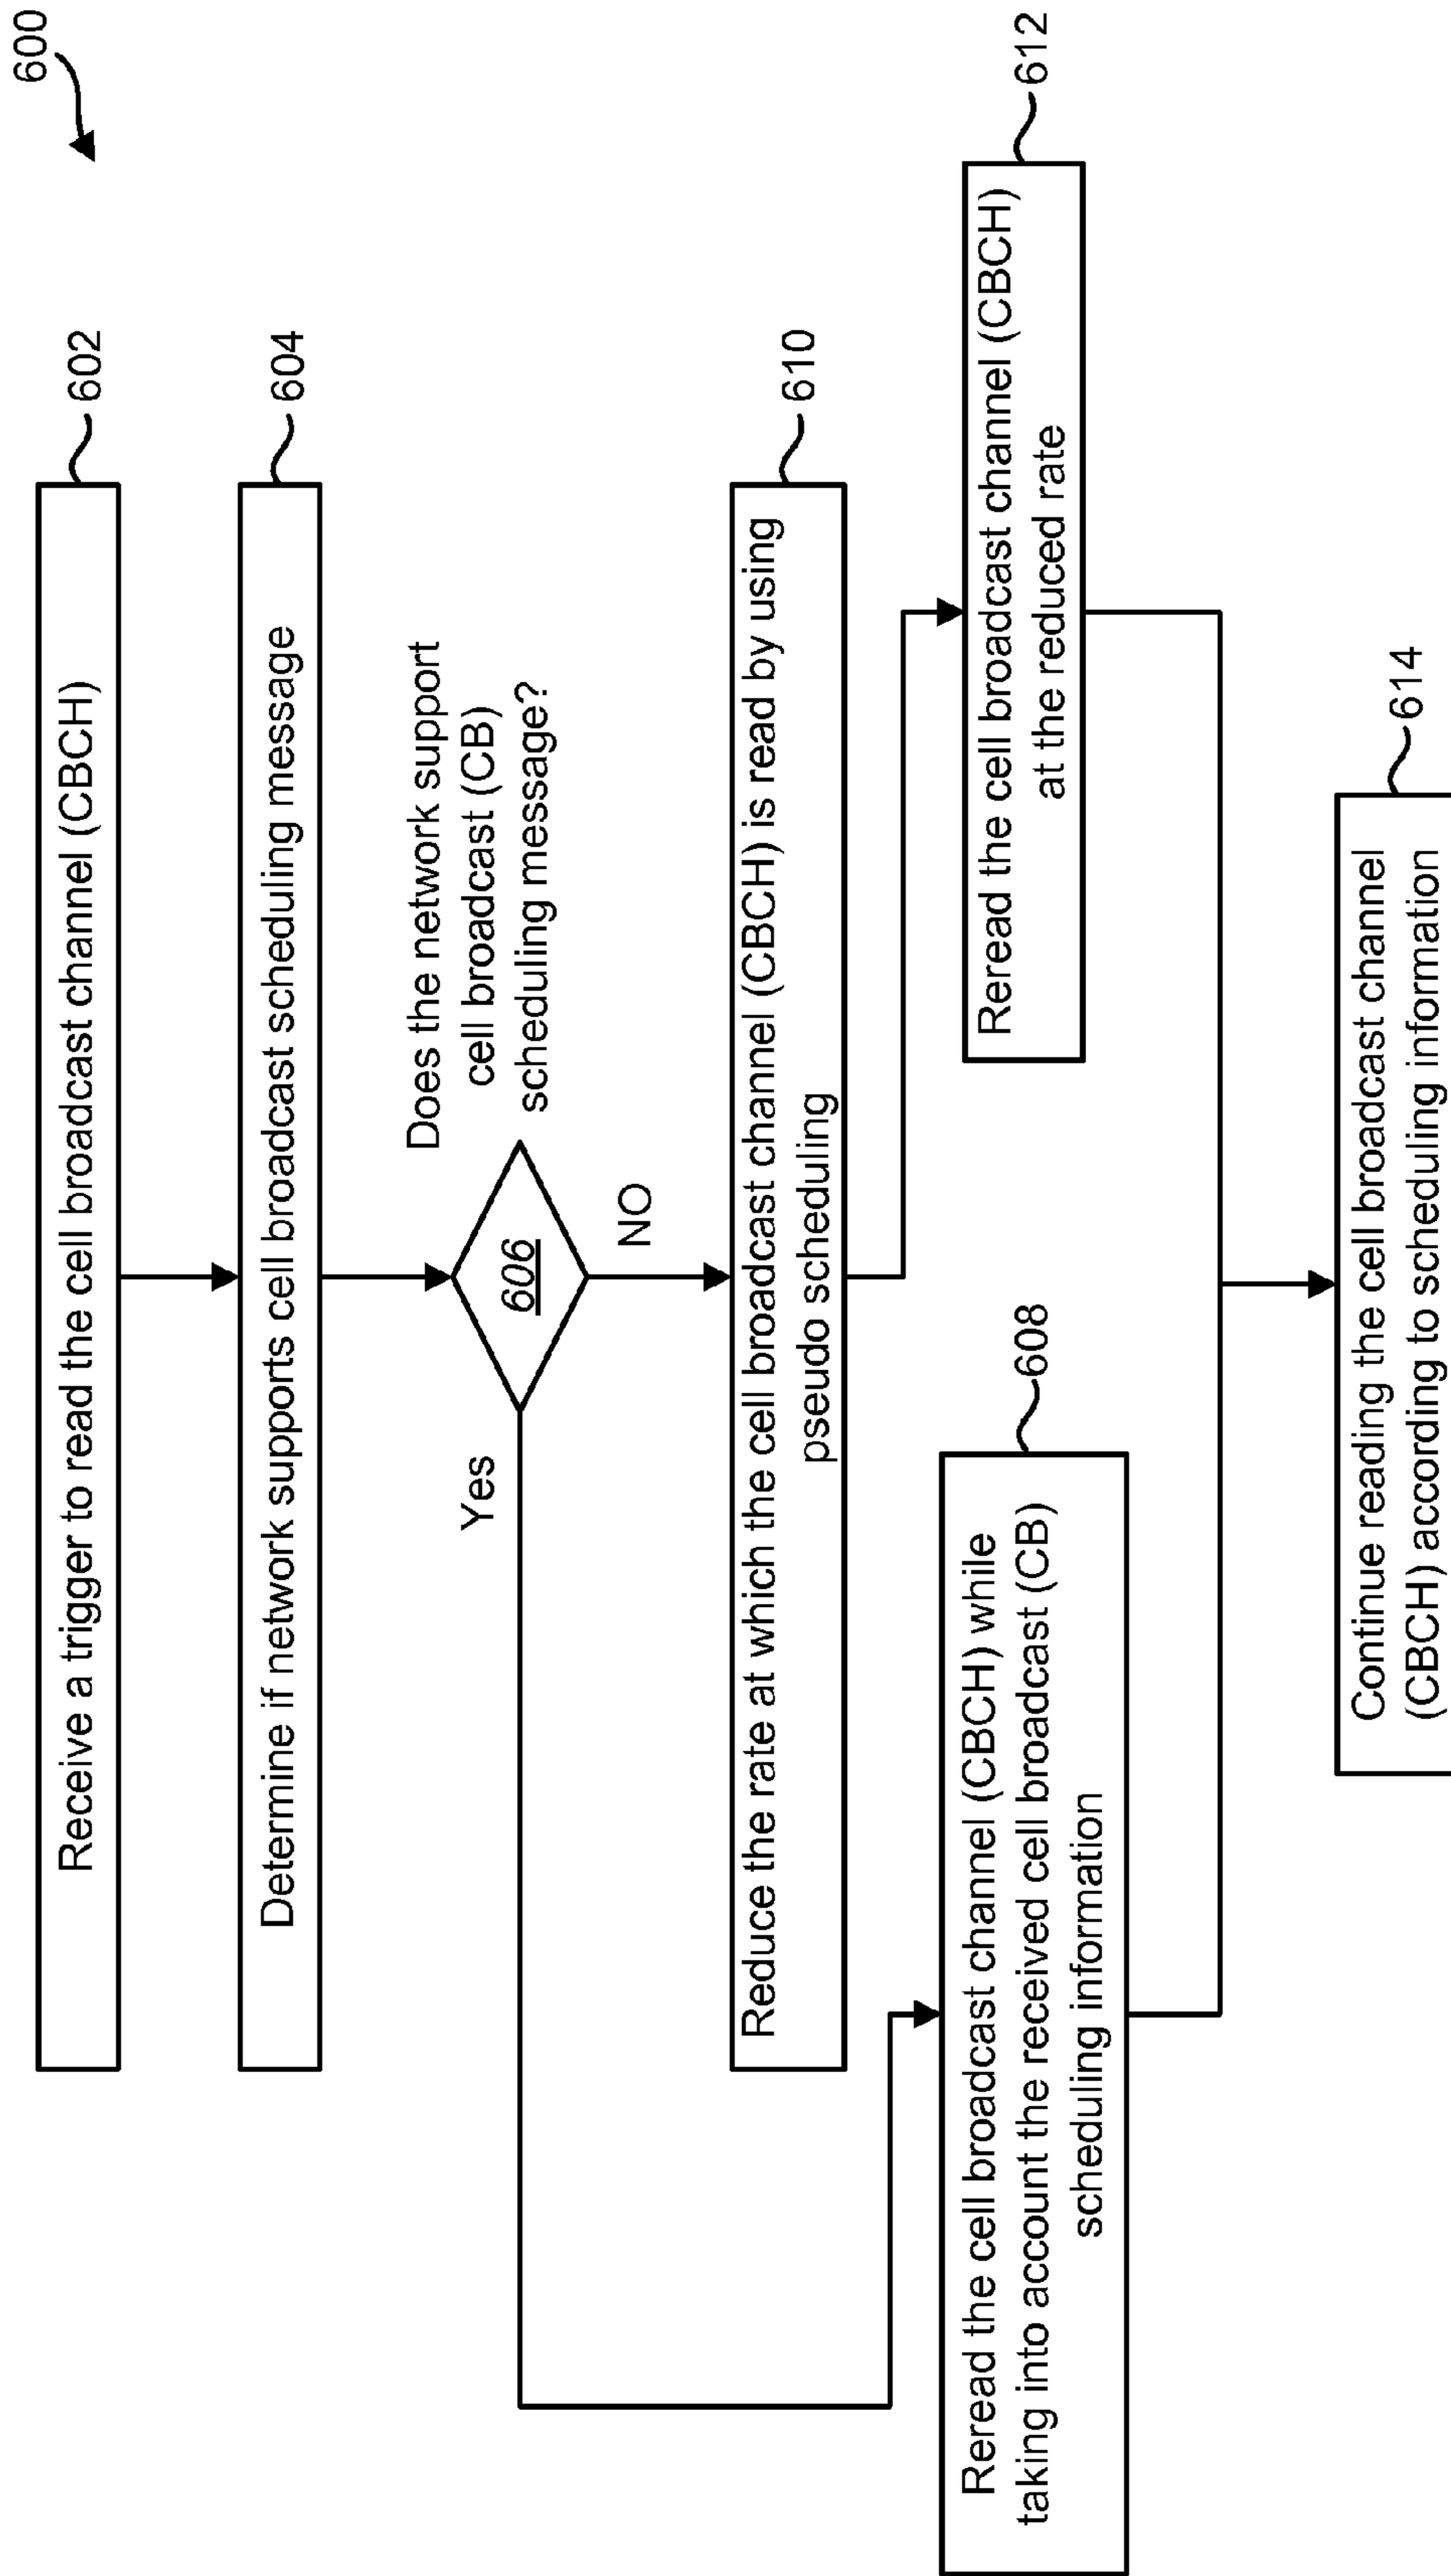 600
Receive a trigger to read the cell broadcast channel (CBCH)
602
Determine if network supports cell broadcast scheduling message
604
Does the network support
cell broadcast (CB)
scheduling message?
606
Yes
NO
Reduce the rate at which the cell broadcast channel (CBCH) is read by using
pseudo scheduling
610
Reread the cell broadcast channel (CBCH) while
taking into account the received cell broadcast (CB)
scheduling information
608
Reread the cell broadcast channel (CBCH)
at the reduced rate
612
Continue reading the cell broadcast channel
(CBCH) according to scheduling information
614